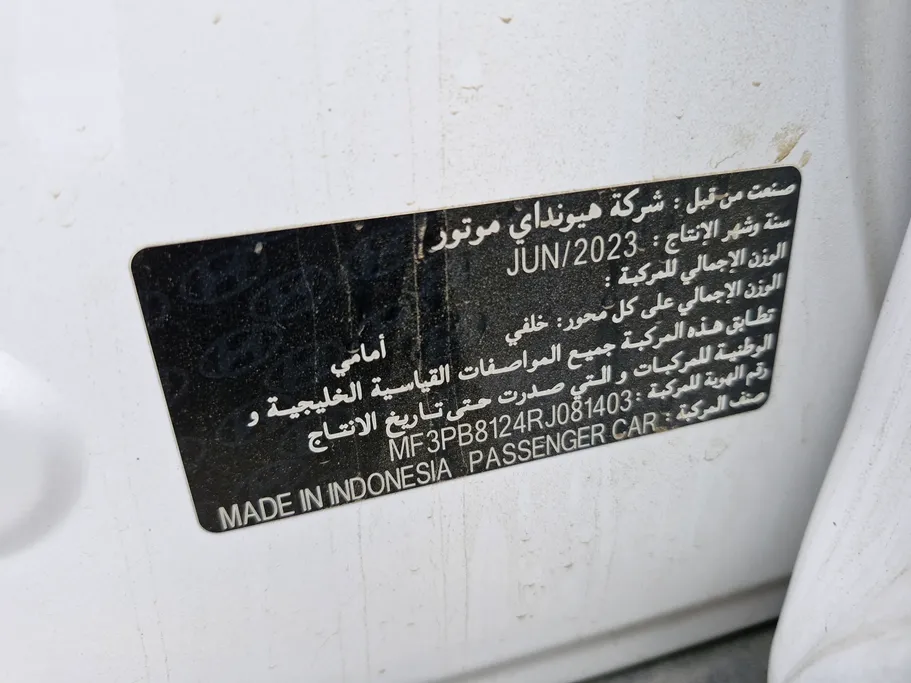 صنعت من قبل : شركة هيونداي موتور
سنة وشهر الإنتاج : JUN/2023
الوزن الإجمالي للمركبة :
الوزن الإجمالي على كل محور: خلفي أمامي
تطابق هذه المركبة جميع المواصفات القياسية الخليجية و
الوطنية للمركبات و التي صدرت حتى تاريخ الانتاج
رقم الهوية للمركبة : MF3PB8124RJ081403
صنف المركبة : PASSENGER CAR MADE IN INDONESIA